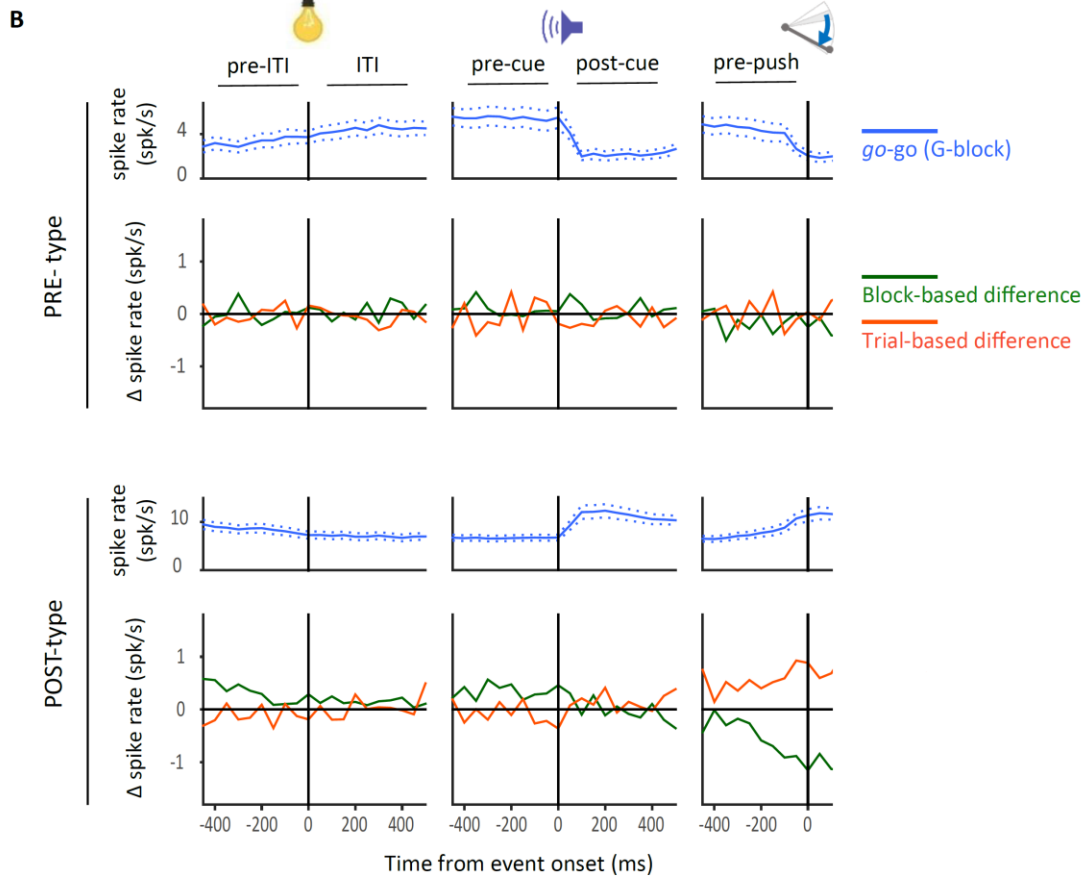 B
pre-ITI ITI pre-cue post-cue pre-push
spike rate
(spk/s)
4
0
go-go (G-block)
PRE- type
Δ spike rate (spk/s)
1
0
-1
Block-based difference
Trial-based difference
spike rate
(spk/s)
10
0
POST-type
Δ spike rate (spk/s)
1
0
-1
-400 -200 0 200 400 -400 -200 0 200 400 -400 -200 0
Time from event onset (ms)